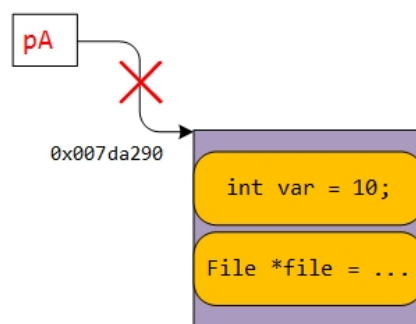 pA
0x007da290
int var = 10;
File *file = ...